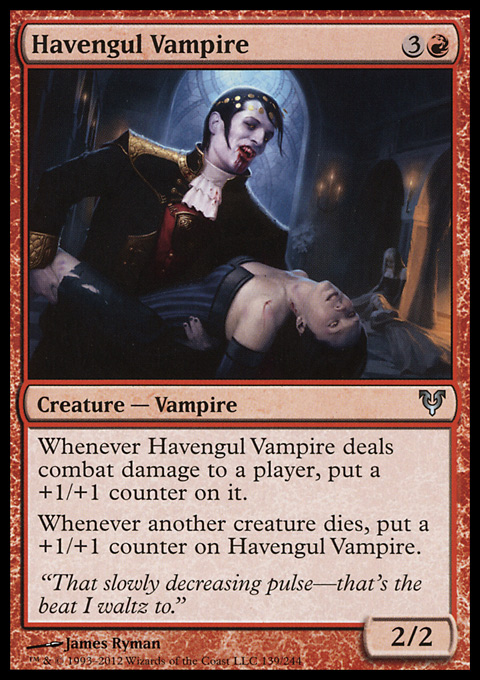 Havengul Vampire
3
Creature — Vampire
Whenever Havengul Vampire deals
combat damage to a player, put a
+1/+1 counter on it.
Whenever another creature dies, put a
+1/+1 counter on Havengul Vampire.
“That slowly decreasing pulse—that’s the
beat I waltz to.”
James Ryman
2/2
™ & © 1993–2012 Wizards of the Coast LLC 139/244